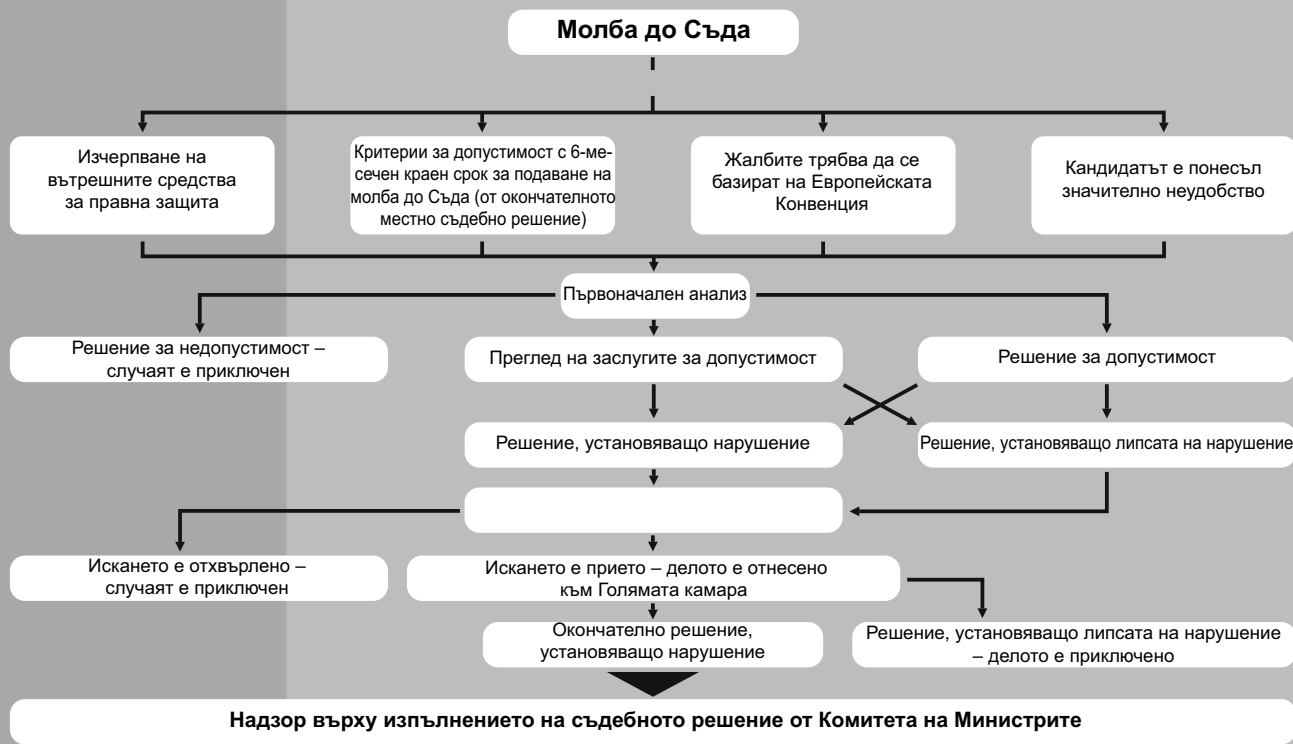 Молба до Съда
Изчерпване на
вътрешните средства
за правна защита
Критерии за допустимост с 6-ме-
сечен краен срок за подаване на
молба до Съда (от окончателното
местно съдебно решение)
Жалбите трябва да се
базират на Европейската
Конвенция
Кандидатът е понесъл
значително неудобство
Първоначален анализ
Решение за недопустимост –
случаят е приключен
Преглед на заслугите за допустимост
Решение за допустимост
Решение, установяващо нарушение
Решение, установяващо липсата на нарушение
Искането е отхвърлено –
случаят е приключен
Искането е прието – делото е отнесено
към Голямата камара
Окончателно решение,
установяващо нарушение
Решение, установяващо липсата на нарушение
– делото е приключено
Надзор върху изпълнението на съдебното решение от Комитета на Министрите